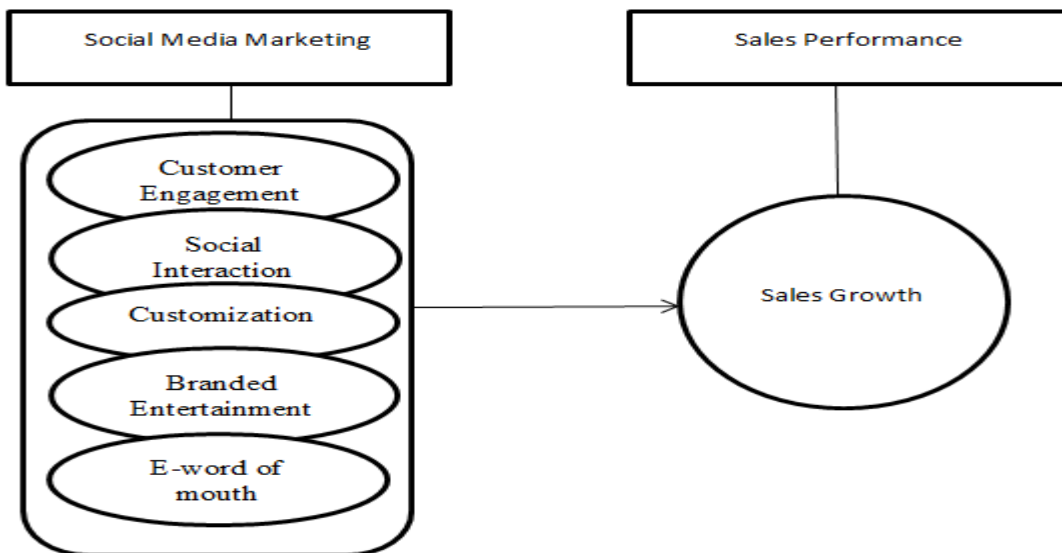 Social Media Marketing
Sales Performance
Customer
Engagement
Social
Interaction
Customization
Branded
Entertainment
E-word of
mouth
Sales Growth